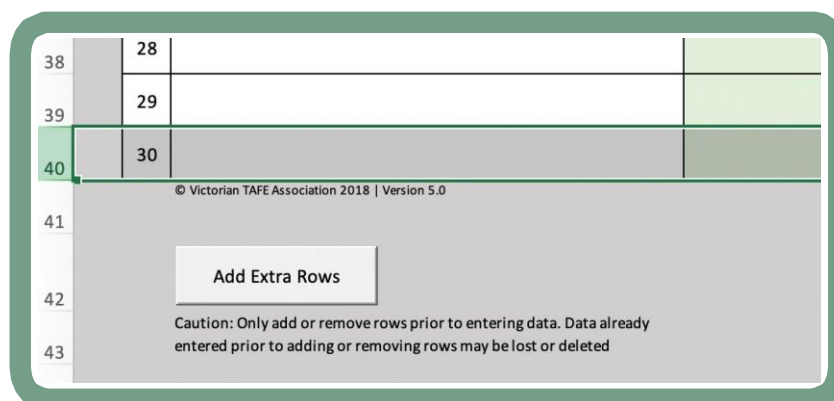 38 28
39 29
40 30
© Victorian TAFE Association 2018 | Version 5.0
41
Add Extra Rows
42
Caution: Only add or remove rows prior to entering data. Data already
43 entered prior to adding or removing rows may be lost or deleted